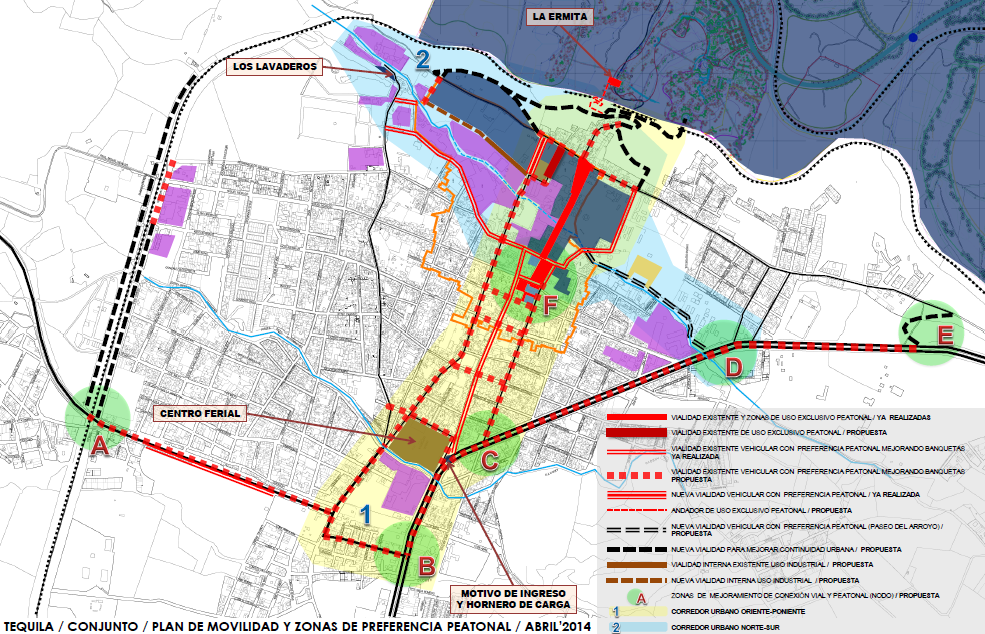 LA ERMITA
LOS LAVADEROS
2
F
E
D
CENTRO FERIAL
A
C
1
B
MOTIVO DE INGRESO
Y HORNERO DE CARGA
VIALIDAD EXISTENTE Y ZONAS DE USO EXCLUSIVO PEATONAL / YA REALIZADAS
VIALIDAD EXISTENTE DE USO EXCLUSIVO PEATONAL / PROPUESTA
VIALIDAD EXISTENTE VEHICULAR CON PREFERENCIA PEATONAL MEJORANDO BANQUETAS
YA REALIZADA
VIALIDAD EXISTENTE VEHICULAR CON PREFERENCIA PEATONAL MEJORANDO BANQUETAS
PROPUESTA
NUEVA VIALIDAD VEHICULAR CON PREFERENCIA PEATONAL / YA REALIZADA
ANDADOR DE USO EXCLUSIVO PEATONAL / PROPUESTA
NUEVA VIALIDAD VEHICULAR CON PREFERENCIA PEATONAL (PASEO DEL ARROYO) /
PROPUESTA
NUEVA VIALIDAD PARA MEJORAR CONTINUIDAD URBANA / PROPUESTA
VIALIDAD INTERNA EXISTENTE USO INDUSTRIAL / PROPUESTA
NUEVA VIALIDAD INTERNA USO INDUSTRIAL / PROPUESTA
A ZONAS DE MEJORAMIENTO DE CONEXIÓN VIAL Y PEATONAL (NODO) / PROPUESTA
1 CORREDOR URBANO ORIENTE-PONIENTE
2 CORREDOR URBANO NORTE-SUR
TEQUILA / CONJUNTO / PLAN DE MOVILIDAD Y ZONAS DE PREFERENCIA PEATONAL / ABRIL'2014